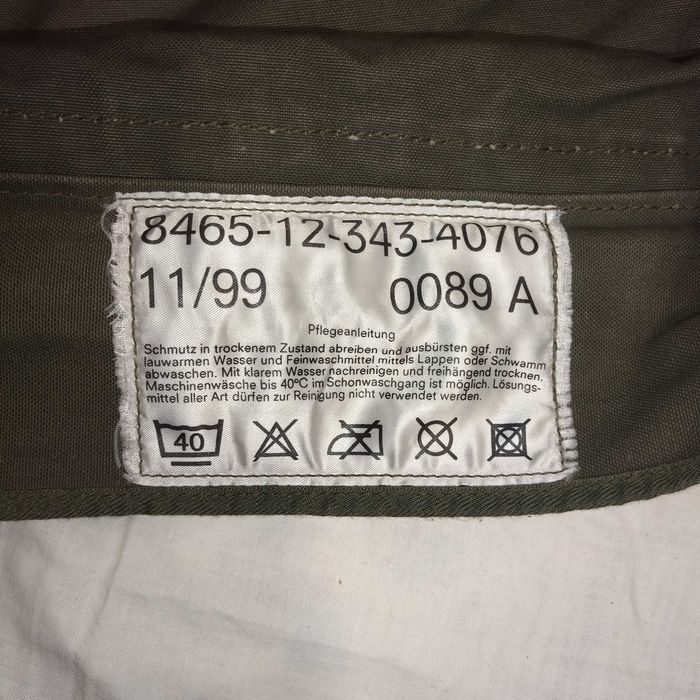 8465-12-343-4076
11/99 0089 A
Pflegeanleitung
Schmutz in trockenem Zustand abreiben und ausbürsten ggf. mit
lauwarmen Wasser und Feinwaschmittel mittels Lappen oder Schwamm
abwaschen. Mit klarem Wasser nachreinigen und freihängend trocknen.
Maschinenwäsche bis 40°C im Schonwaschgang ist möglich. Lösungs-
mittel aller Art dürfen zur Reinigung nicht verwendet werden.
40